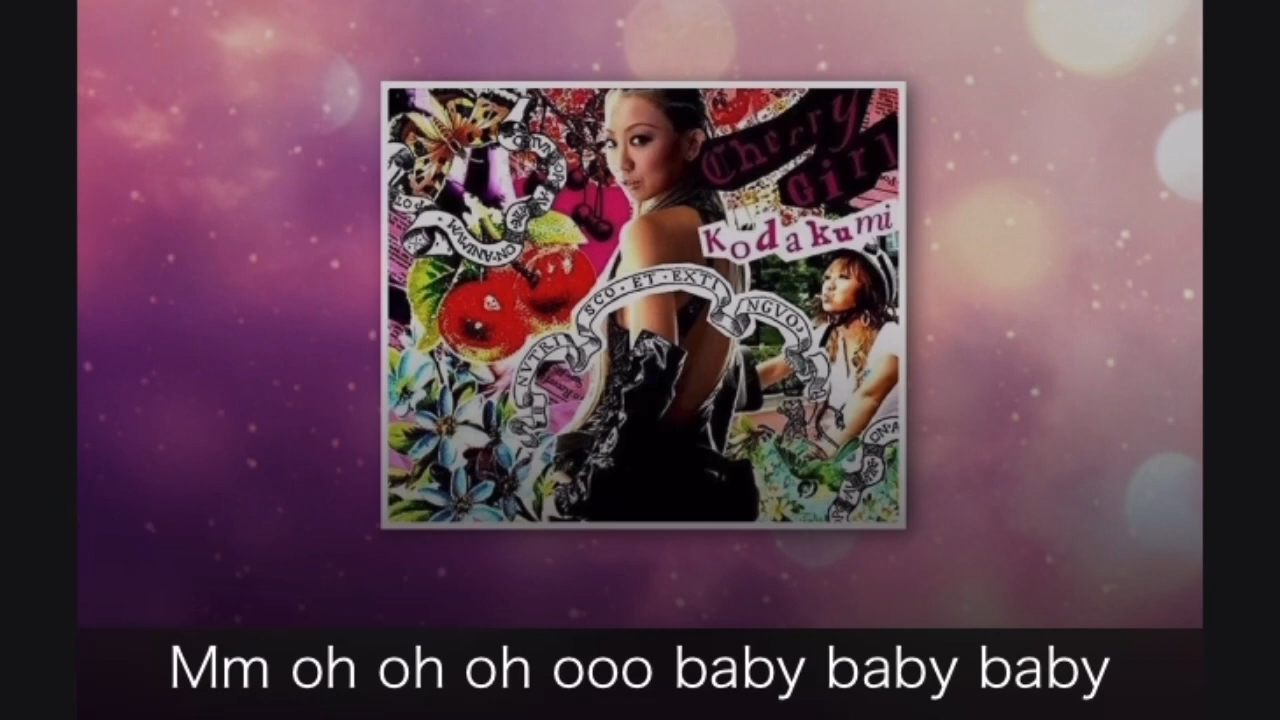 Cherry
Girl
Kodakumi
NVTRI
SCO·ET·EXTI
NGVO
Mm oh oh oh ooo baby baby baby